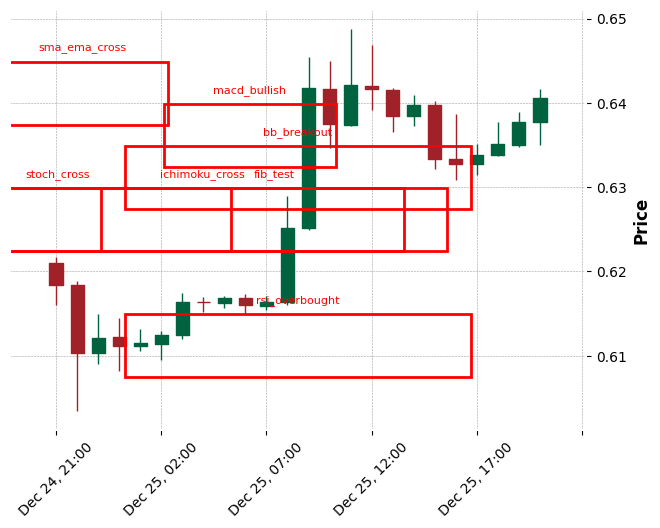 0.65
sma_ema_cross
macd_bullish
0.64
bb_breakout
stoch_cross
ichimoku_cross
fib_test
0.63
Price
0.62
rsi_overbought
0.61
Dec 24, 21:00
Dec 25, 02:00
Dec 25, 07:00
Dec 25, 12:00
Dec 25, 17:00